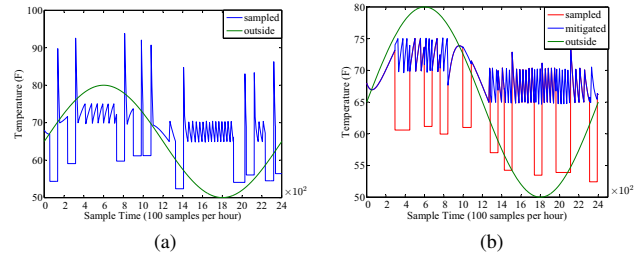 100
90
80
70
60
50
Temperature (F)
0 2 4 6 8 10 12 14 16 18 20 22 24
×10²
Sample Time (100 samples per hour)
sampled
outside
(a)
80
75
70
65
60
55
50
Temperature (F)
0 2 4 6 8 10 12 14 16 18 20 22 24
×10²
Sample Time (100 samples per hour)
sampled
mitigated
outside
(b)